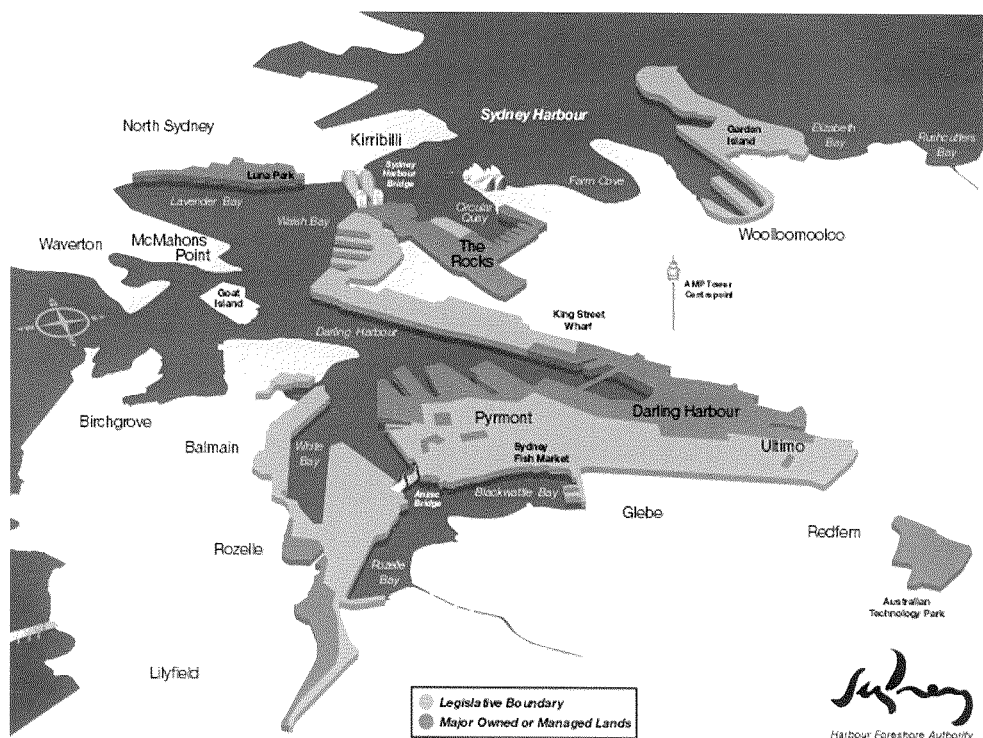 Sydney Harbour
North Sydney
Kirribilli
Garden
Island
Elizabeth
Bay
Rushcutters
Bay
Sydney
Harbour
Bridge
Luna Park
Lavender Bay
Farm Cove
Circular
Quay
Walsh Bay
Woolloomooloo
Waverton
McMahons
Point
The
Rocks
AMP Tower
Centrepoint
Goat
Island
King Street
Wharf
Darling Harbour
Birchgrove
Pyrmont
Darling Harbour
Balmain
White
Bay
Sydney
Fish Market
Ultimo
Anzac
Bridge
Blackwattle Bay
Glebe
Redfern
Rozelle
Rozelle
Bay
Australian
Technology Park
Lilyfield
Legislative Boundary
Major Owned or Managed Lands
Sydney
Harbour Foreshore Authority